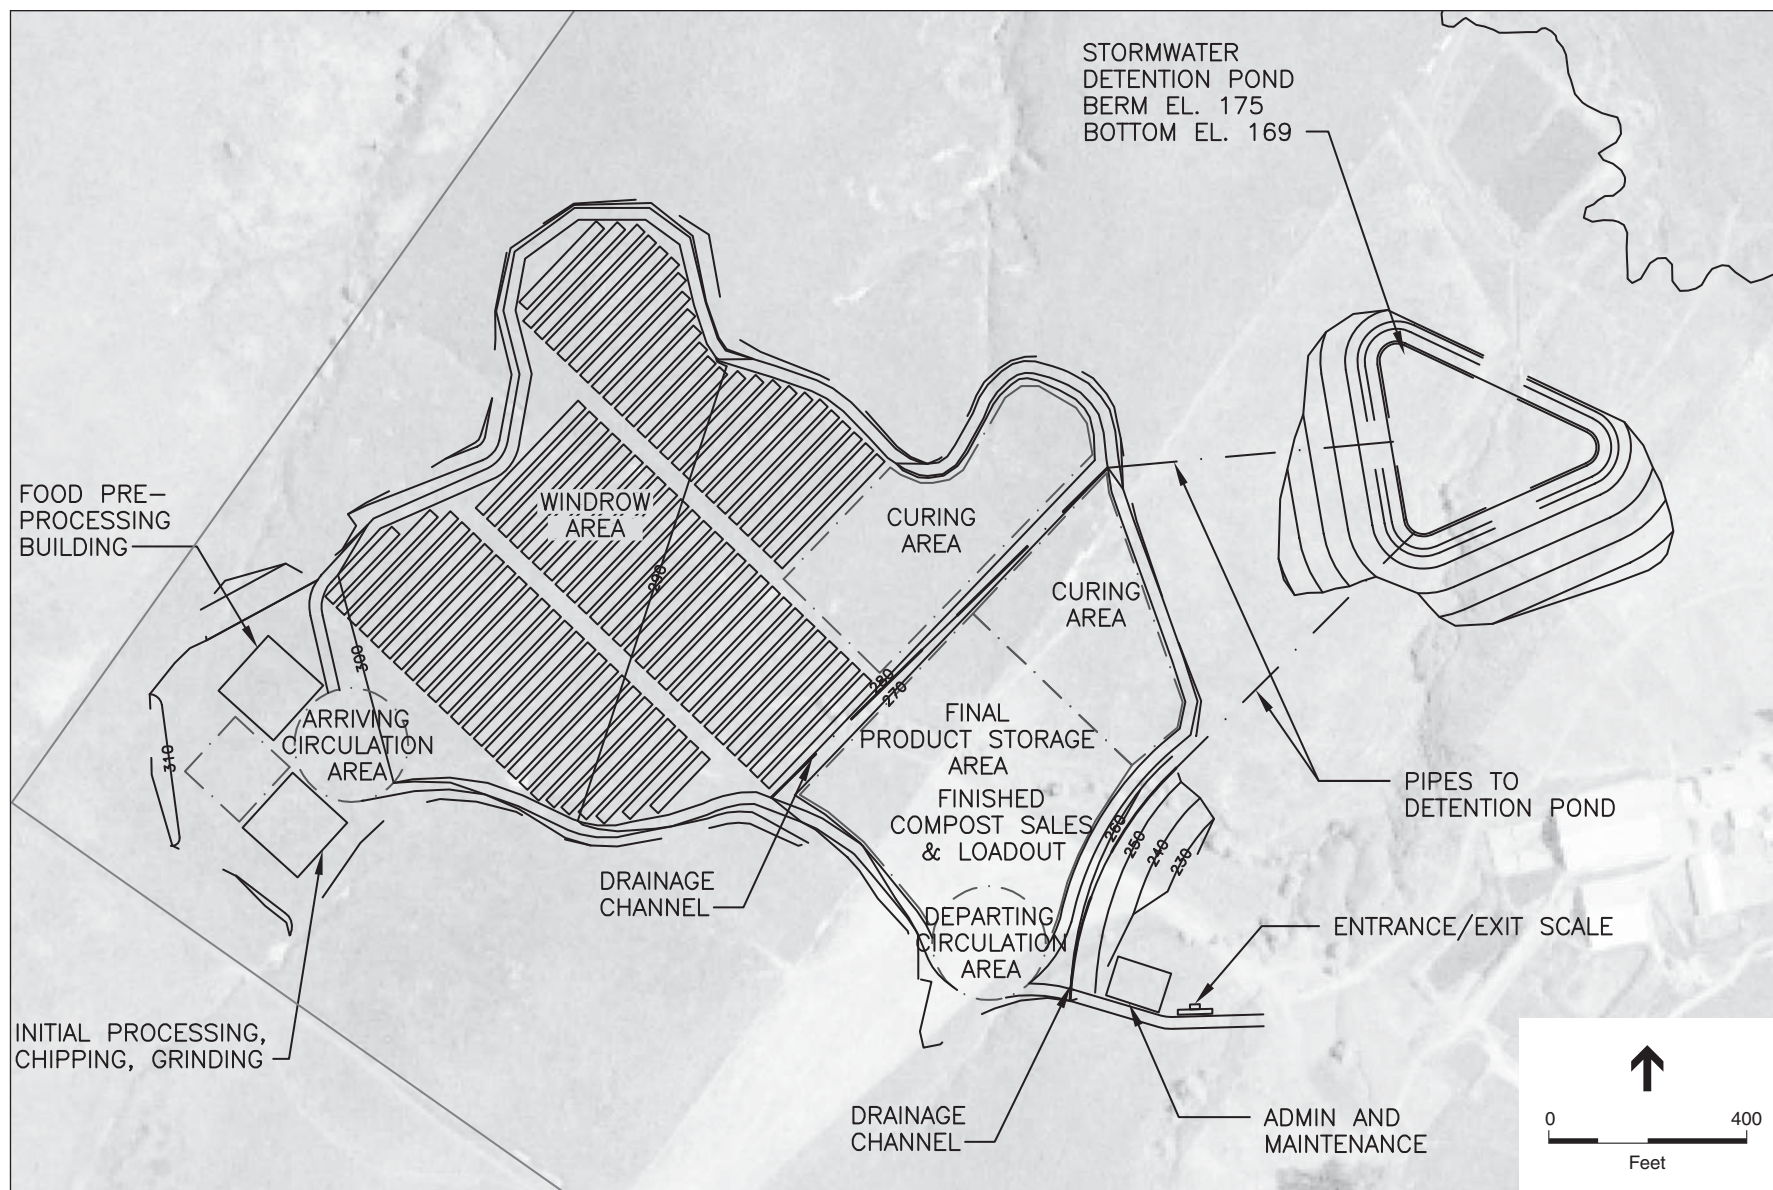 STORMWATER
DETENTION POND
BERM EL. 175
BOTTOM EL. 169
FOOD PRE-
PROCESSING
BUILDING
WINDROW
AREA
CURING
AREA
CURING
AREA
290
300
280
270
310
ARRIVING
CIRCULATION
AREA
FINAL
PRODUCT STORAGE
AREA
FINISHED
COMPOST SALES
& LOADOUT
260
250
240
230
PIPES TO
DETENTION POND
DRAINAGE
CHANNEL
DEPARTING
CIRCULATION
AREA
ENTRANCE/EXIT SCALE
INITIAL PROCESSING,
CHIPPING, GRINDING
DRAINAGE
CHANNEL
ADMIN AND
MAINTENANCE
0 400
Feet